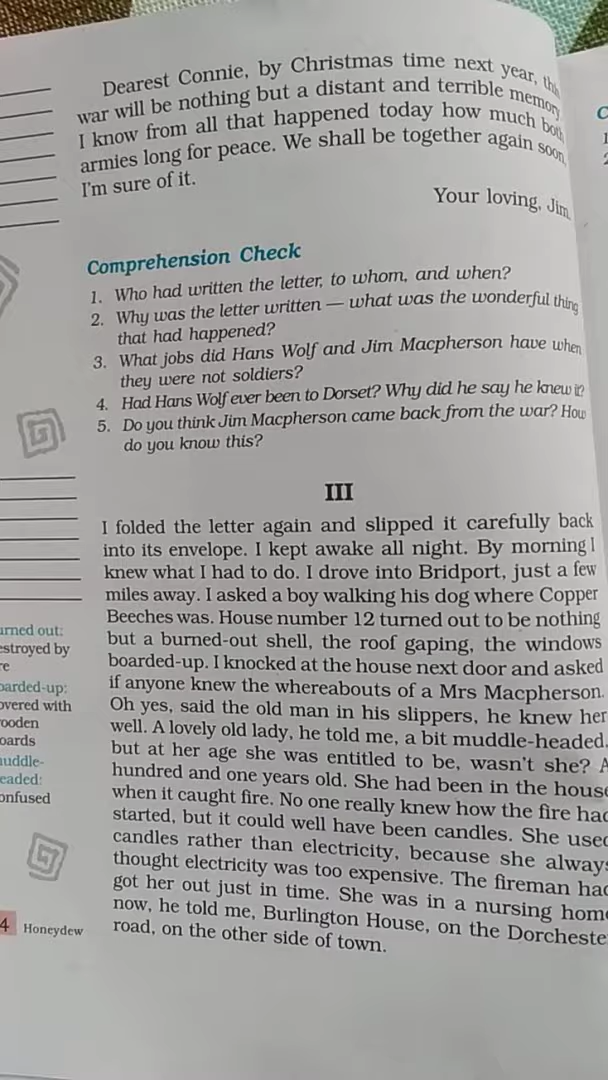 Dearest Connie, by Christmas time next year, this
war will be nothing but a distant and terrible memory
I know from all that happened today how much both
armies long for peace. We shall be together again soon,
I'm sure of it.
Your loving, Jim
Comprehension Check
1. Who had written the letter, to whom, and when?
2. Why was the letter written — what was the wonderful thing
that had happened?
3. What jobs did Hans Wolf and Jim Macpherson have when
they were not soldiers?
4. Had Hans Wolf ever been to Dorset? Why did he say he knew it?
5. Do you think Jim Macpherson came back from the war? How
do you know this?
III
I folded the letter again and slipped it carefully back
into its envelope. I kept awake all night. By morning I
knew what I had to do. I drove into Bridport, just a few
miles away. I asked a boy walking his dog where Copper
Beeches was. House number 12 turned out to be nothing
but a burned-out shell, the roof gaping, the windows
boarded-up. I knocked at the house next door and asked
if anyone knew the whereabouts of a Mrs Macpherson.
Oh yes, said the old man in his slippers, he knew her
well. A lovely old lady, he told me, a bit muddle-headed.
but at her age she was entitled to be, wasn't she? A
hundred and one years old. She had been in the house
when it caught fire. No one really knew how the fire had
started, but it could well have been candles. She used
candles rather than electricity, because she always
thought electricity was too expensive. The fireman had
got her out just in time. She was in a nursing home
now, he told me, Burlington House, on the Dorchester
road, on the other side of town.
urned out:
estroyed by
re
oarded-up:
overed with
ooden
oards
uddle-
eaded:
onfused
4 Honeydew
C
1
2